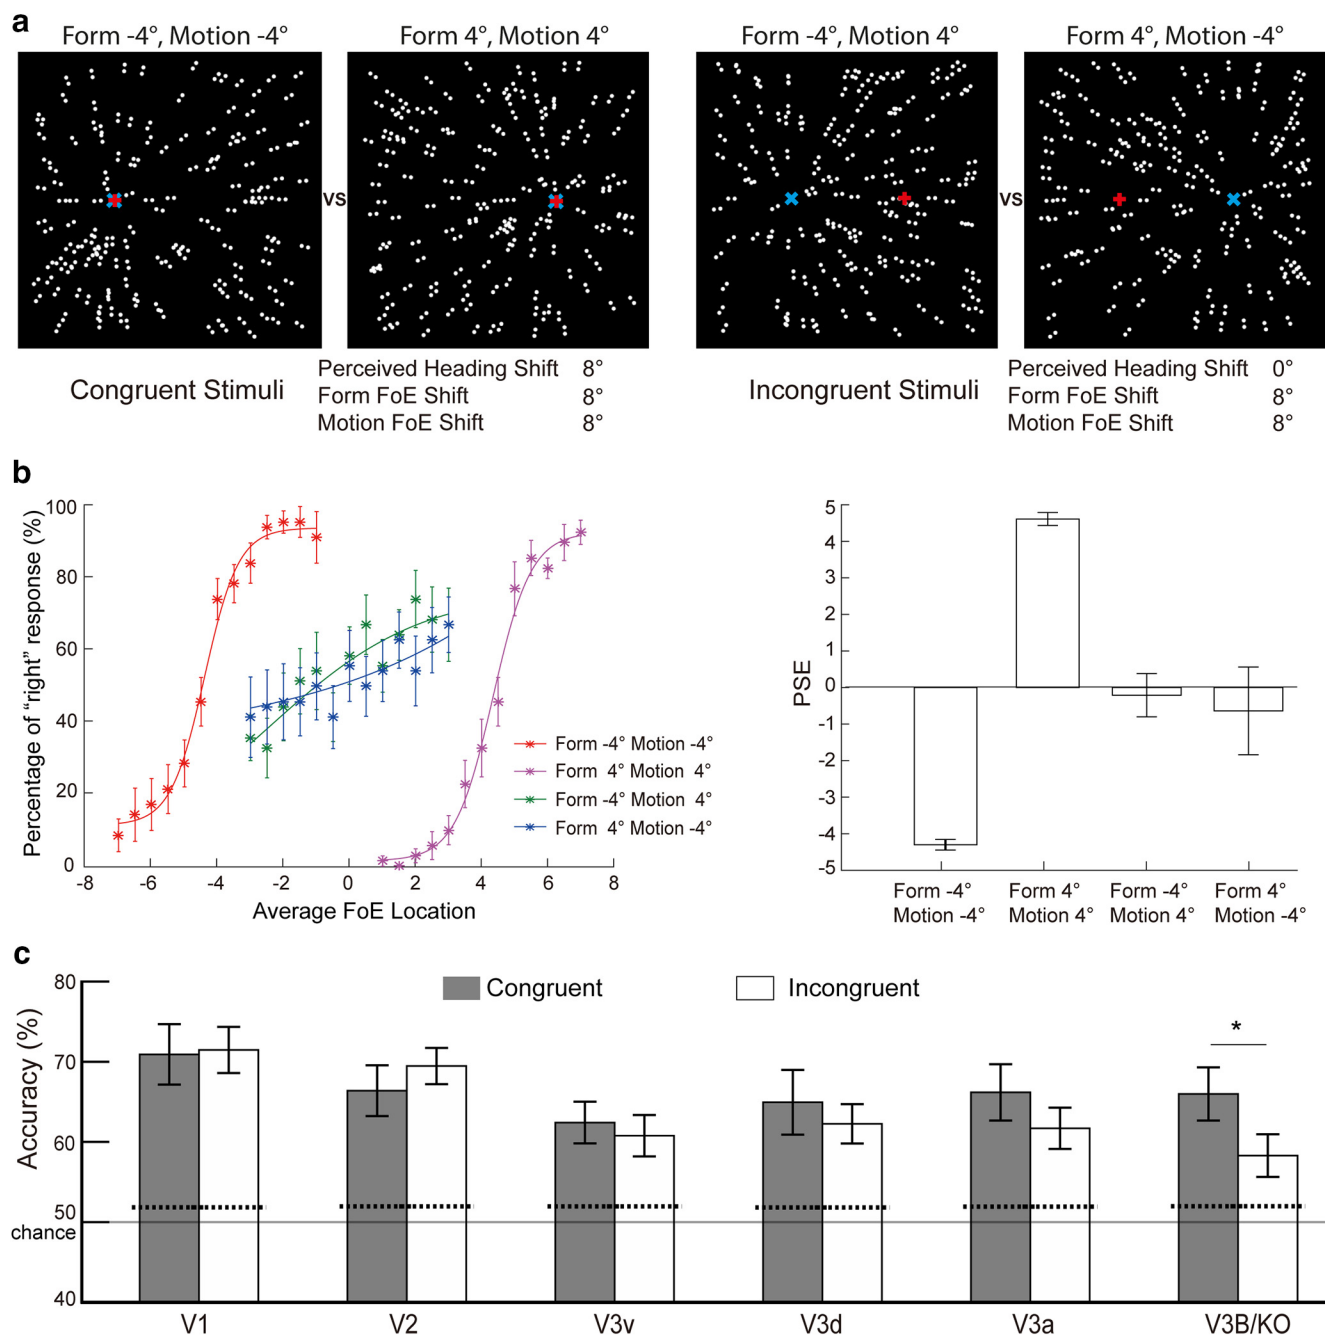 a
Form -4°, Motion -4°
Form 4°, Motion 4°
Form -4°, Motion 4°
Form 4°, Motion -4°
vs
vs
Congruent Stimuli
Perceived Heading Shift 8°
Form FoE Shift 8°
Motion FoE Shift 8°
Incongruent Stimuli
Perceived Heading Shift 0°
Form FoE Shift 8°
Motion FoE Shift 8°
b
Percentage of "right" response (%)
100
80
60
40
20
0
-8 -6 -4 -2 0 2 4 6 8
Average FoE Location
Form -4° Motion -4°
Form 4° Motion 4°
Form -4° Motion 4°
Form 4° Motion -4°
PSE
5
4
3
2
1
0
-1
-2
-3
-4
-5
Form -4° Form 4° Form -4° Form 4°
Motion -4° Motion 4° Motion 4° Motion -4°
c
Accuracy (%)
80
70
60
50
chance
40
Congruent
Incongruent
*
V1 V2 V3v V3d V3a V3B/KO